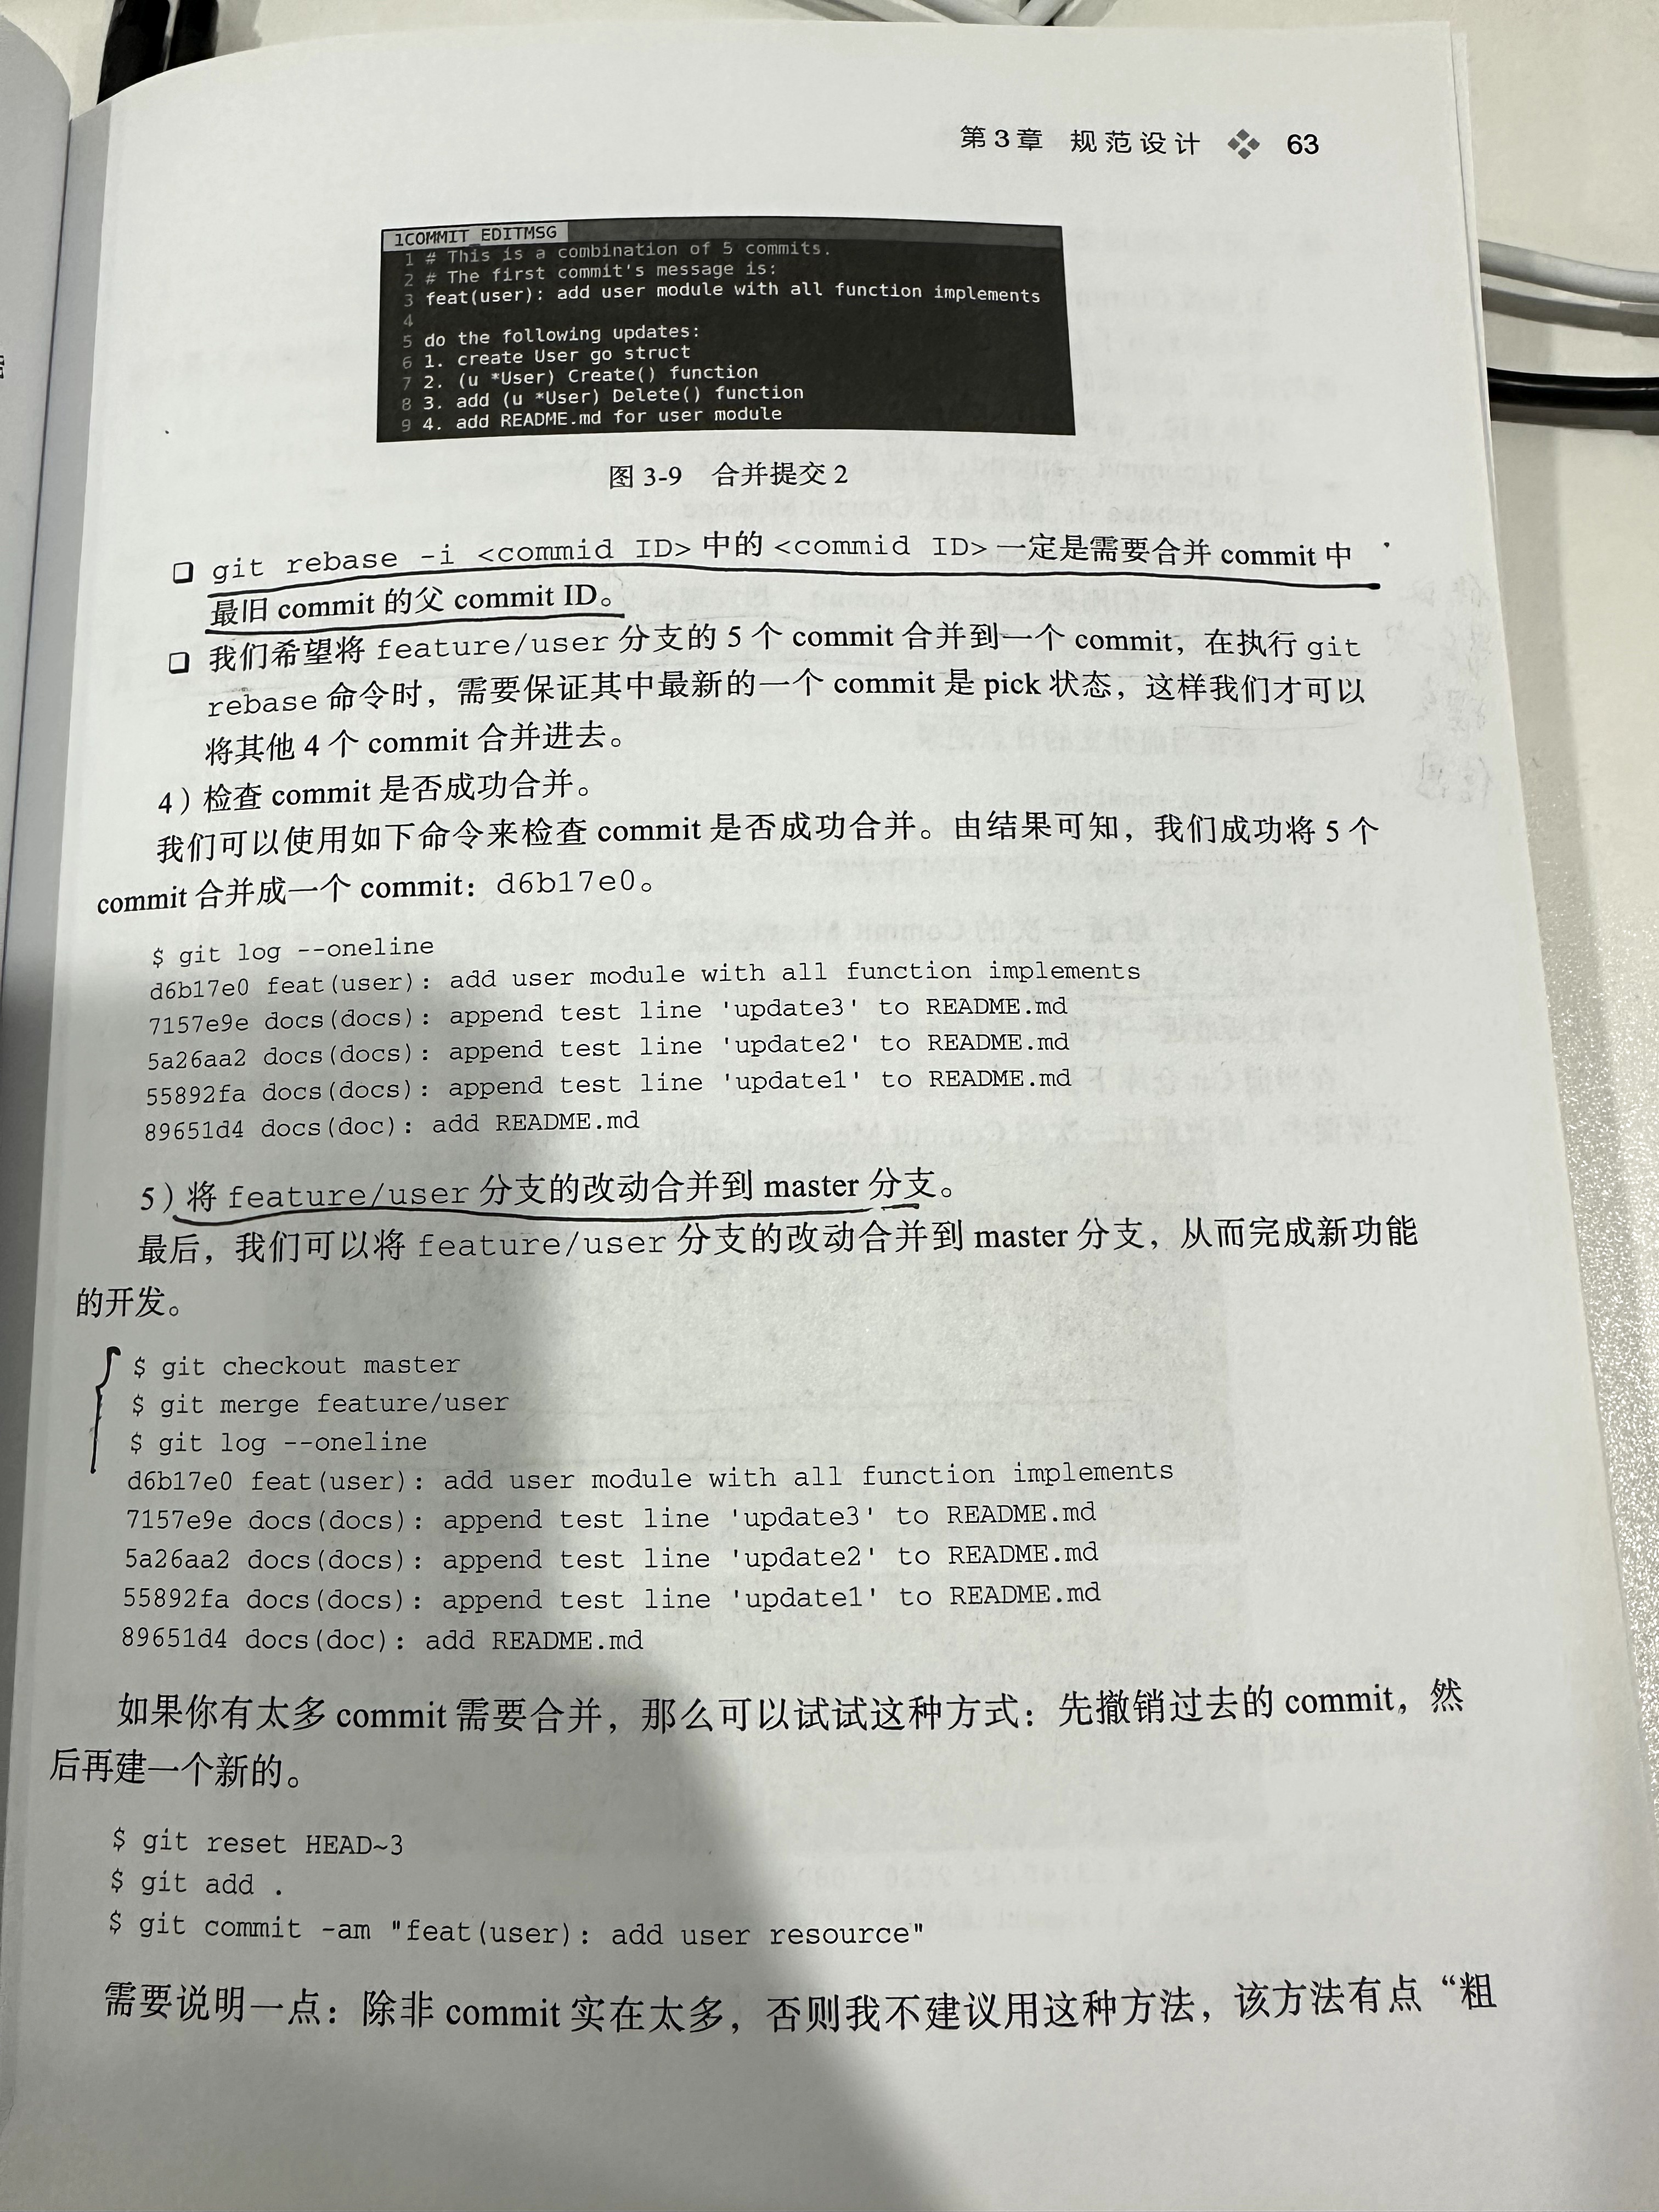 第3章 规范设计 63
1COMMIT_EDITMSG
1 # This is a combination of 5 commits.
2 # The first commit's message is:
3 feat(user): add user module with all function implements
4
5 do the following updates:
6 1. create User go struct
7 2. (u *User) Create() function
8 3. add (u *User) Delete() function
9 4. add README.md for user module
图 3-9 合并提交 2
git rebase -i <commid ID> 中的 <commid ID> 一定是需要合并 commit 中
最旧 commit 的父 commit ID。
我们希望将 feature/user 分支的 5 个 commit 合并到一个 commit，在执行 git
rebase 命令时，需要保证其中最新的一个 commit 是 pick 状态，这样我们才可以
将其他 4 个 commit 合并进去。
4）检查 commit 是否成功合并。
我们可以使用如下命令来检查 commit 是否成功合并。由结果可知，我们成功将 5 个
commit 合并成一个 commit：d6b17e0。
$ git log --oneline
d6b17e0 feat(user): add user module with all function implements
7157e9e docs(docs): append test line 'update3' to README.md
5a26aa2 docs(docs): append test line 'update2' to README.md
55892fa docs(docs): append test line 'update1' to README.md
89651d4 docs(doc): add README.md
5）将 feature/user 分支的改动合并到 master 分支。
最后，我们可以将 feature/user 分支的改动合并到 master 分支，从而完成新功能
的开发。
$ git checkout master
$ git merge feature/user
$ git log --oneline
d6b17e0 feat(user): add user module with all function implements
7157e9e docs(docs): append test line 'update3' to README.md
5a26aa2 docs(docs): append test line 'update2' to README.md
55892fa docs(docs): append test line 'update1' to README.md
89651d4 docs(doc): add README.md
如果你有太多 commit 需要合并，那么可以试试这种方式：先撤销过去的 commit，然
后再建一个新的。
$ git reset HEAD~3
$ git add .
$ git commit -am "feat(user): add user resource"
需要说明一点：除非 commit 实在太多，否则我不建议用这种方法，该方法有点“粗